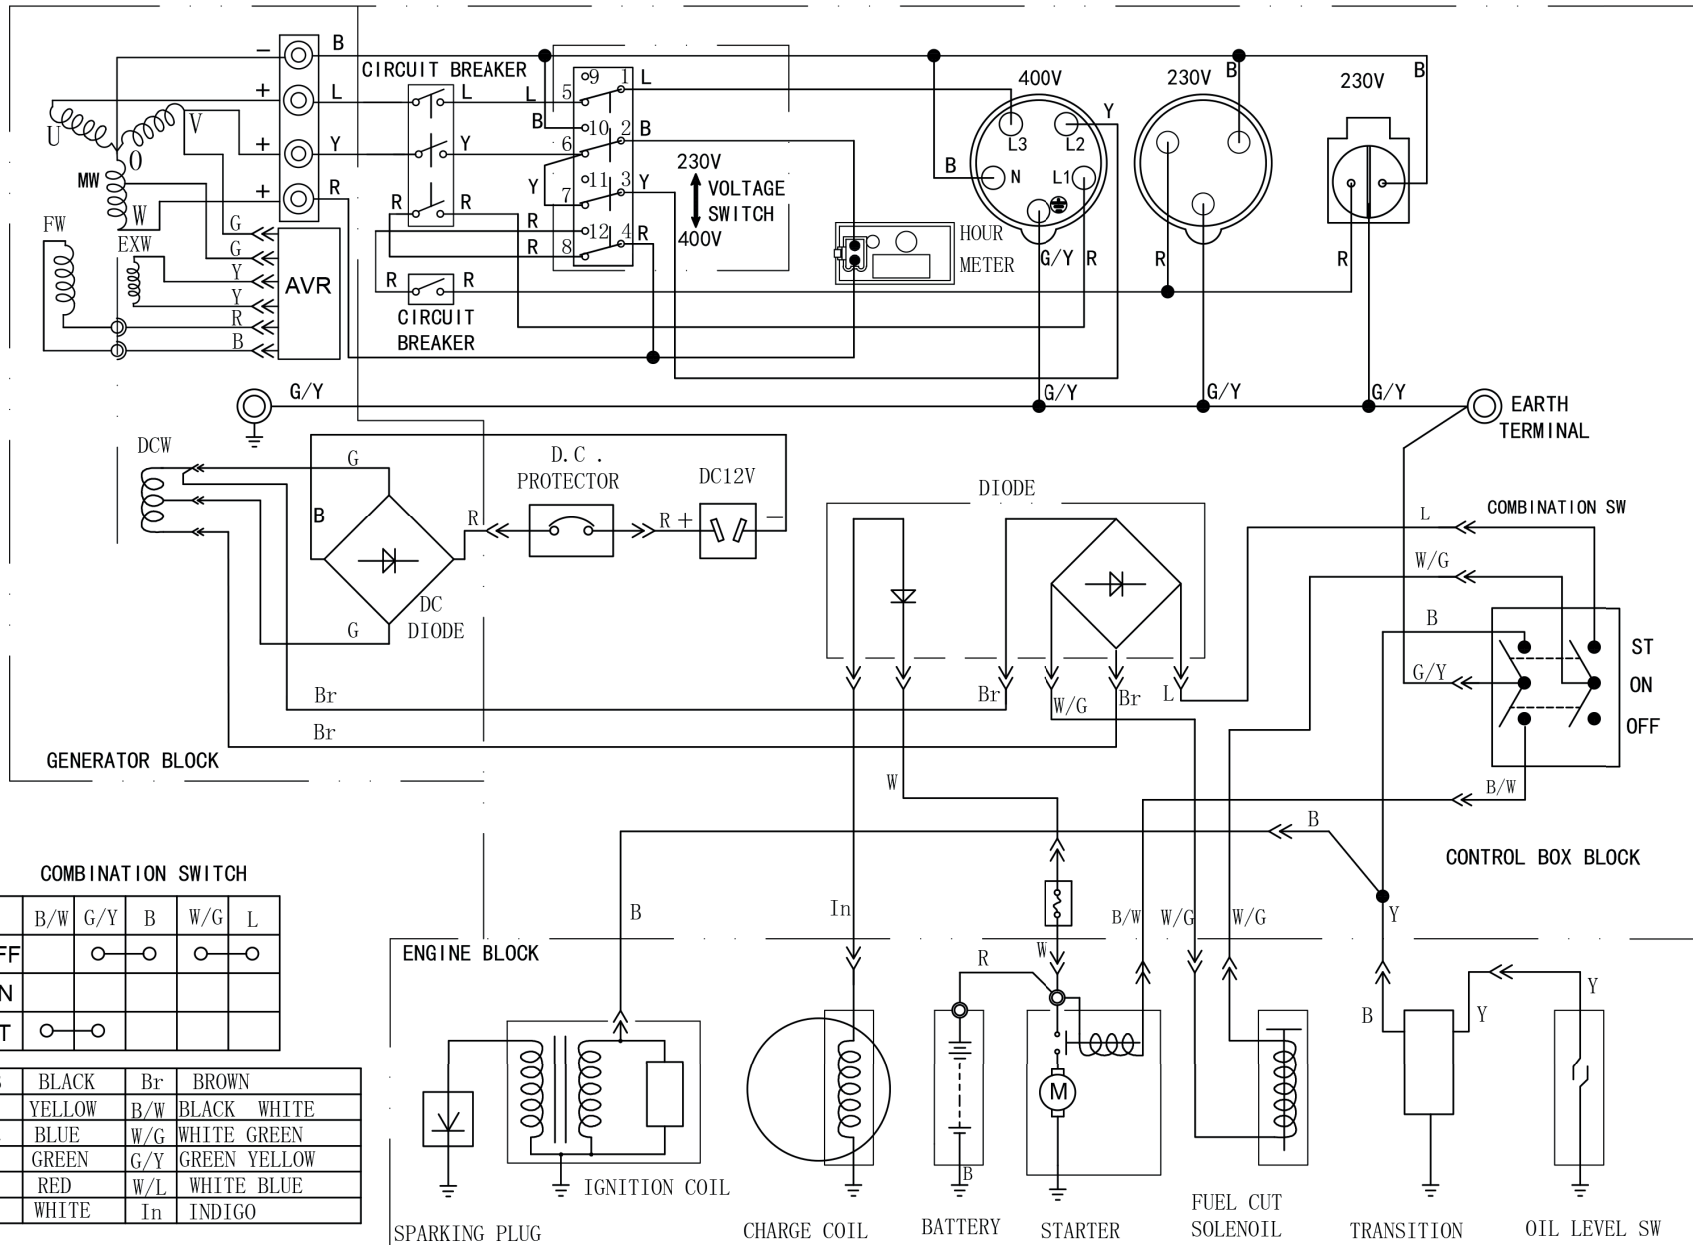 B
CIRCUIT BREAKER
9 1 L
400V
230V B
230V
B
+ L L L 5
Y
U V
B 10 2 B
L3 L2
+ Y Y 6
O
MW
230V
B N L1
11 3 Y
VOLTAGE
SWITCH
Y 7
+ R
R R
W
FW
G
EXW
R 12 4 R
400V
HOUR
METER
G
R 8
G/Y R
R
R
Y
AVR
R R
Y
R
CIRCUIT
BREAKER
B
G/Y
G/Y
G/Y
G/Y
EARTH
TERMINAL
DCW
G
D.C.
PROTECTOR
DC12V
DIODE
COMBINATION SW
B
R
R + −
L
W/G
DC
DIODE
G
B
ST
G/Y
ON
OFF
Br
Br
W/G
Br
L
Br
GENERATOR BLOCK
W
B/W
B
CONTROL BOX BLOCK
COMBINATION SWITCH
B/W G/Y B W/G L
B
In
B/W W/G W/G
Y
ENGINE BLOCK
R
W
Y
B
Y
M
BLACK Br BROWN
YELLOW B/W BLACK WHITE
BLUE W/G WHITE GREEN
GREEN G/Y GREEN YELLOW
RED W/L WHITE BLUE
WHITE In INDIGO
B
IGNITION COIL
SPARKING PLUG
CHARGE COIL
BATTERY
STARTER
FUEL CUT
SOLENOIL
TRANSITION
OIL LEVEL SW